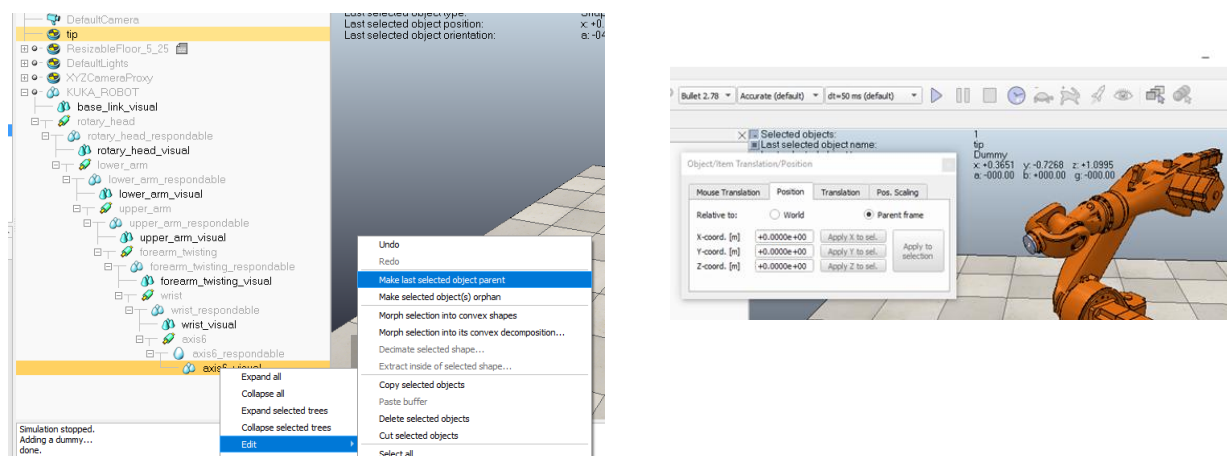 DefaultCamera
tip
ResizableFloor_5_25
DefaultLights
XYZCameraProxy
KUKA_ROBOT
base_link_visual
rotary_head
rotary_head_respondable
rotary_head_visual
lower_arm
lower_arm_respondable
lower_arm_visual
upper_arm
upper_arm_respondable
upper_arm_visual
forearm_twisting
forearm_twisting_respondable
forearm_twisting_visual
wrist
wrist_respondable
wrist_visual
axis6
axis6_respondable
Simulation stopped.
Adding a dummy...
done.
Last selected object position: x: +0.
Last selected object orientation: a: -04
Expand all
Collapse all
Expand selected trees
Collapse selected trees
Edit
Undo
Redo
Make last selected object parent
Make selected object(s) orphan
Morph selection into convex shapes
Morph selection into its convex decomposition...
Decimate selected shape...
Extract inside of selected shape...
Copy selected objects
Paste buffer
Delete selected objects
Cut selected objects
Select all
Bullet 2.78 Accurate (default) dt=50 ms (default)
Selected objects: 1
Last selected object name: tip
Dummy
x: +0.3651 y: -0.7268 z: +1.0995
a: -000.00 b: +000.00 g: -000.00
Object/Item Translation/Position
Mouse Translation Position Translation Pos. Scaling
Relative to: World Parent frame
X-coord. [m] +0.0000e+00 Apply X to sel.
Y-coord. [m] +0.0000e+00 Apply Y to sel.
Z-coord. [m] +0.0000e+00 Apply Z to sel.
Apply to
selection